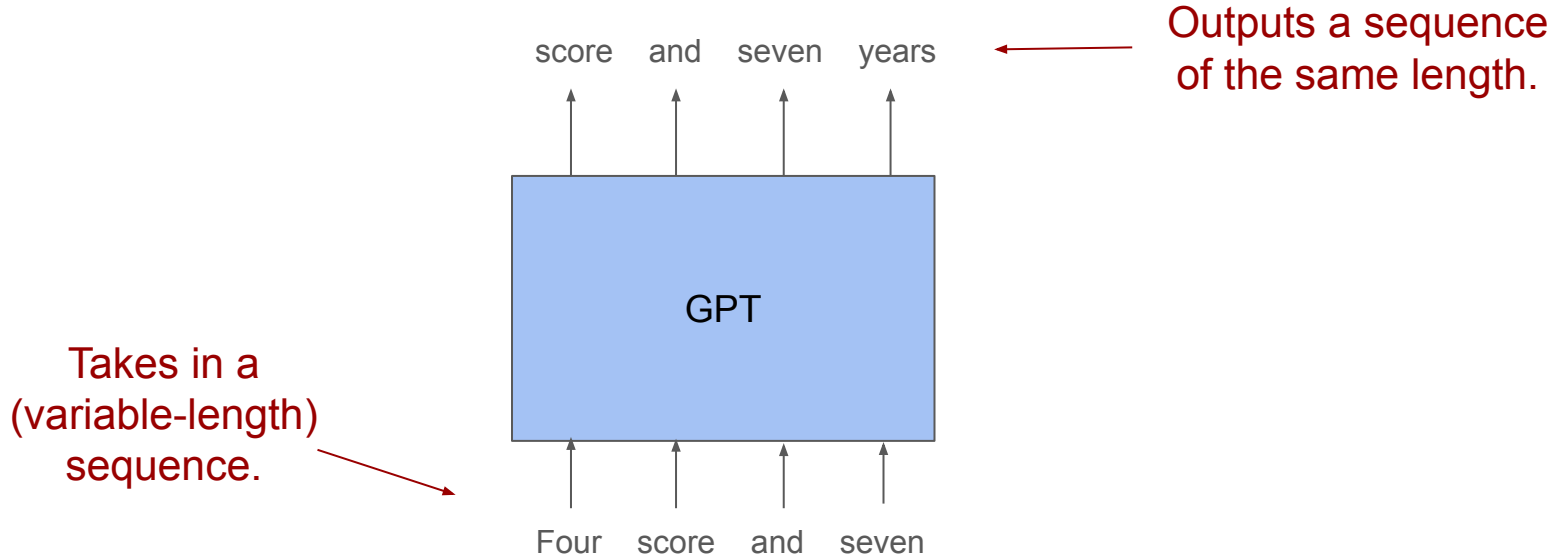 Outputs a sequence
of the same length.
score and seven years
GPT
Takes in a
(variable-length)
sequence.
Four score and seven